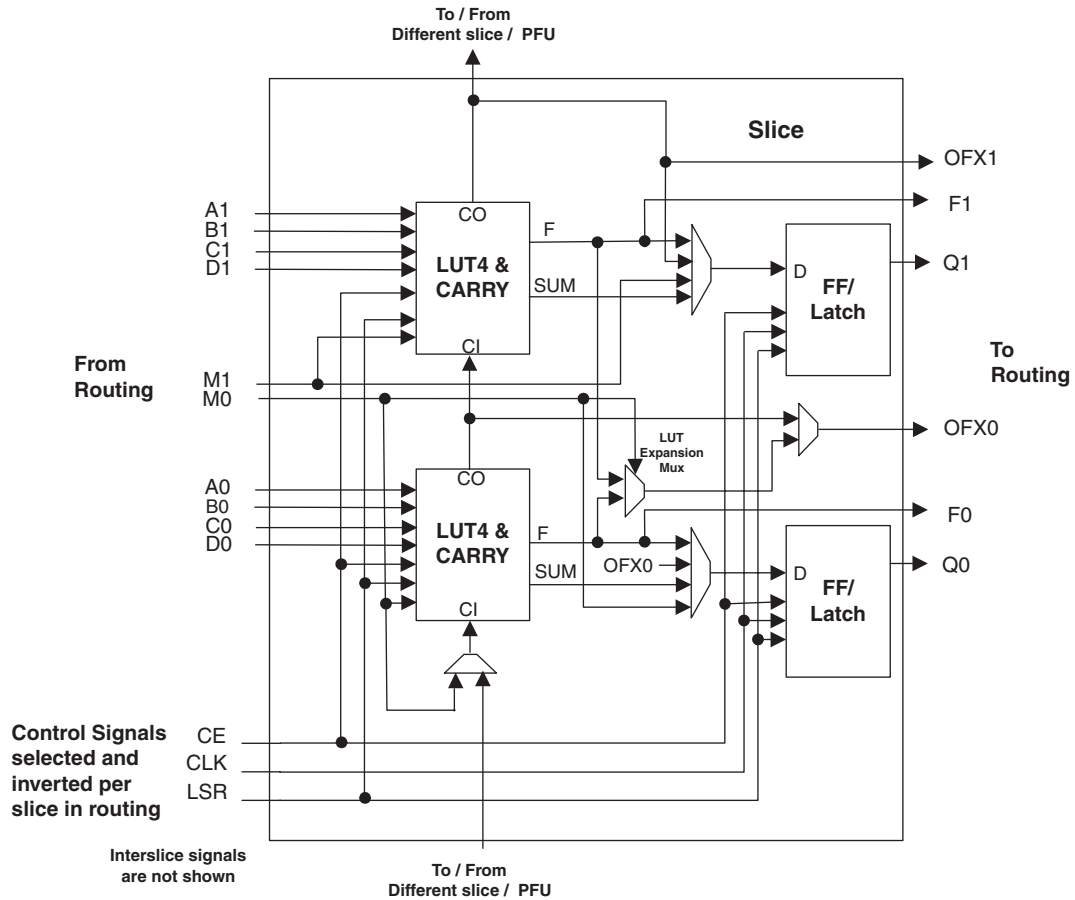 To / From
Different slice / PFU
Slice
OFX1
F1
A1
B1
C1
D1
CO
F
LUT4 &
CARRY
SUM
CI
D
FF/
Latch
Q1
From
Routing
M1
M0
To
Routing
OFX0
LUT
Expansion
Mux
A0
B0
C0
D0
CO
F
LUT4 &
CARRY
OFX0
SUM
CI
F0
D
FF/
Latch
Q0
Control Signals
selected and
inverted per
slice in routing
CE
CLK
LSR
Interslice signals
are not shown
To / From
Different slice / PFU